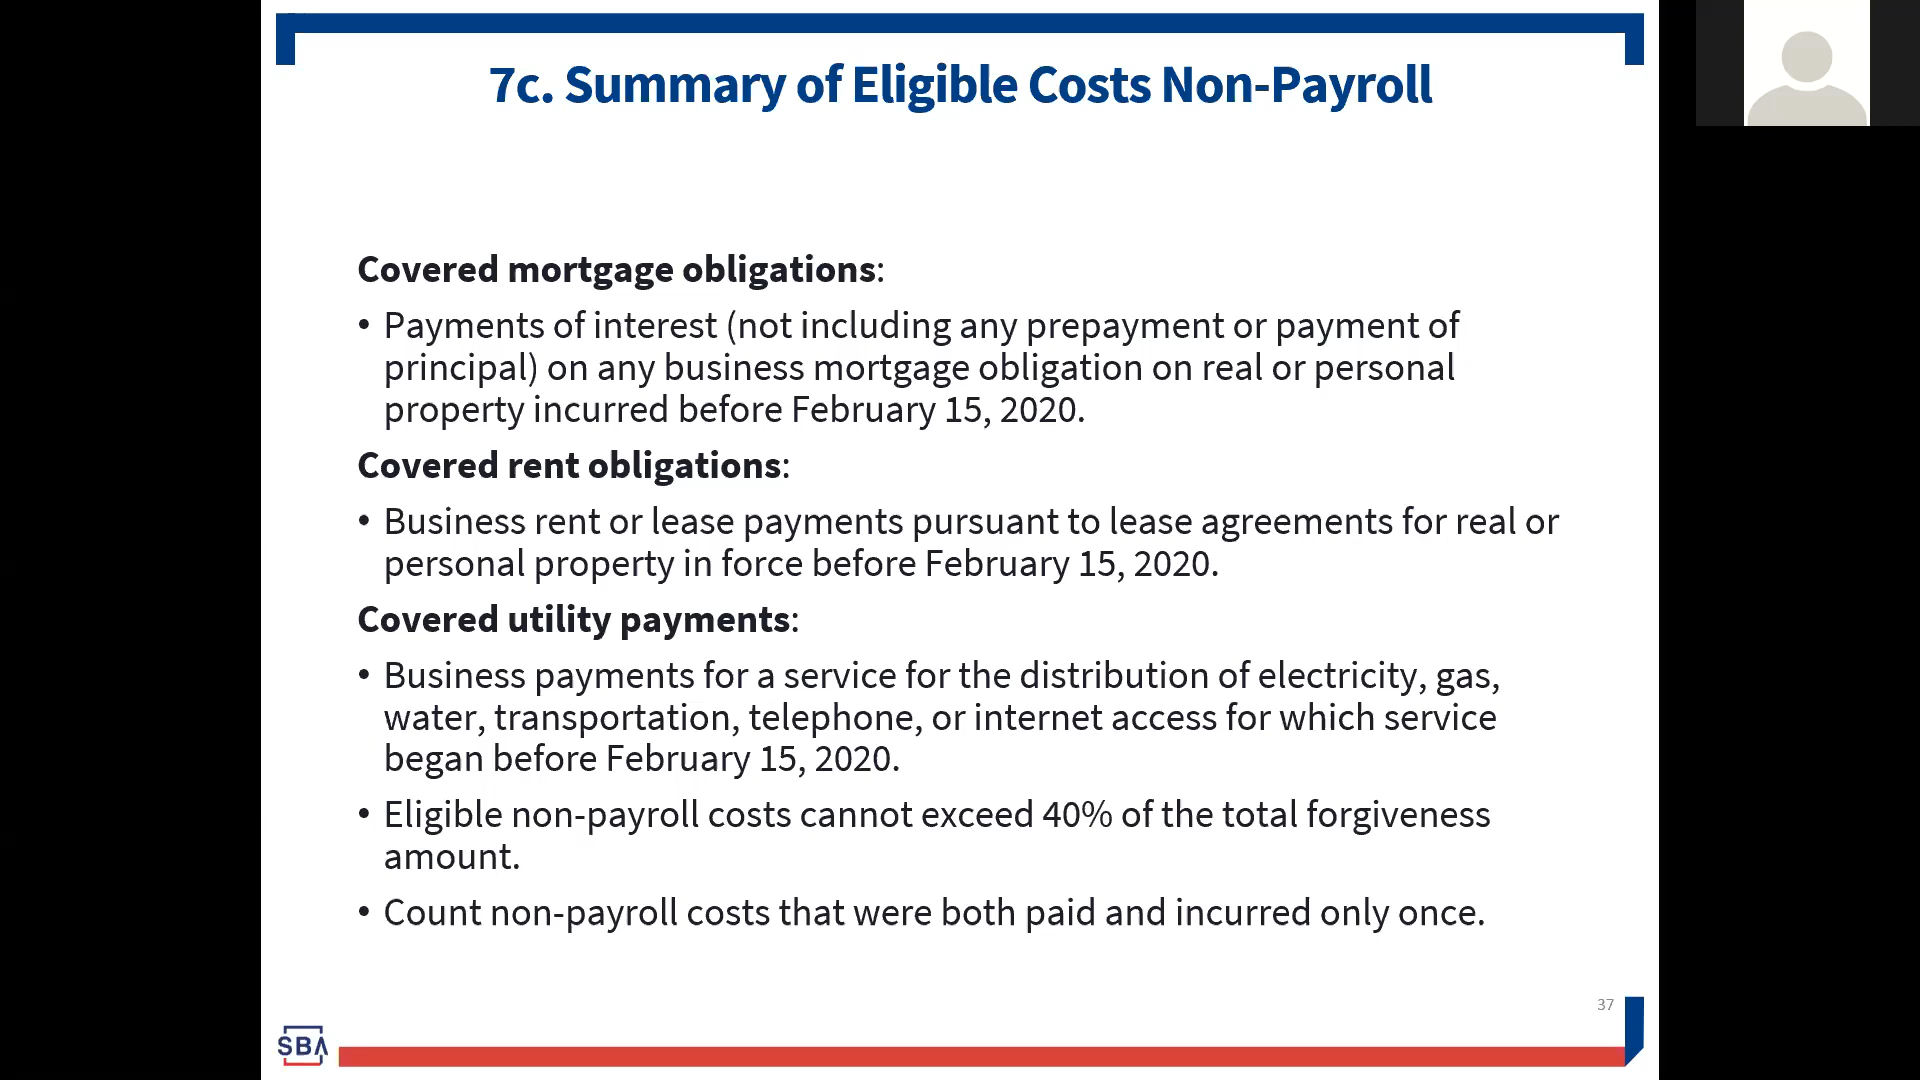 7c. Summary of Eligible Costs Non-Payroll
Covered mortgage obligations:
• Payments of interest (not including any prepayment or payment of
principal) on any business mortgage obligation on real or personal
property incurred before February 15, 2020.
Covered rent obligations:
• Business rent or lease payments pursuant to lease agreements for real or
personal property in force before February 15, 2020.
Covered utility payments:
• Business payments for a service for the distribution of electricity, gas,
water, transportation, telephone, or internet access for which service
began before February 15, 2020.
• Eligible non-payroll costs cannot exceed 40% of the total forgiveness
amount.
• Count non-payroll costs that were both paid and incurred only once.
37
SBA